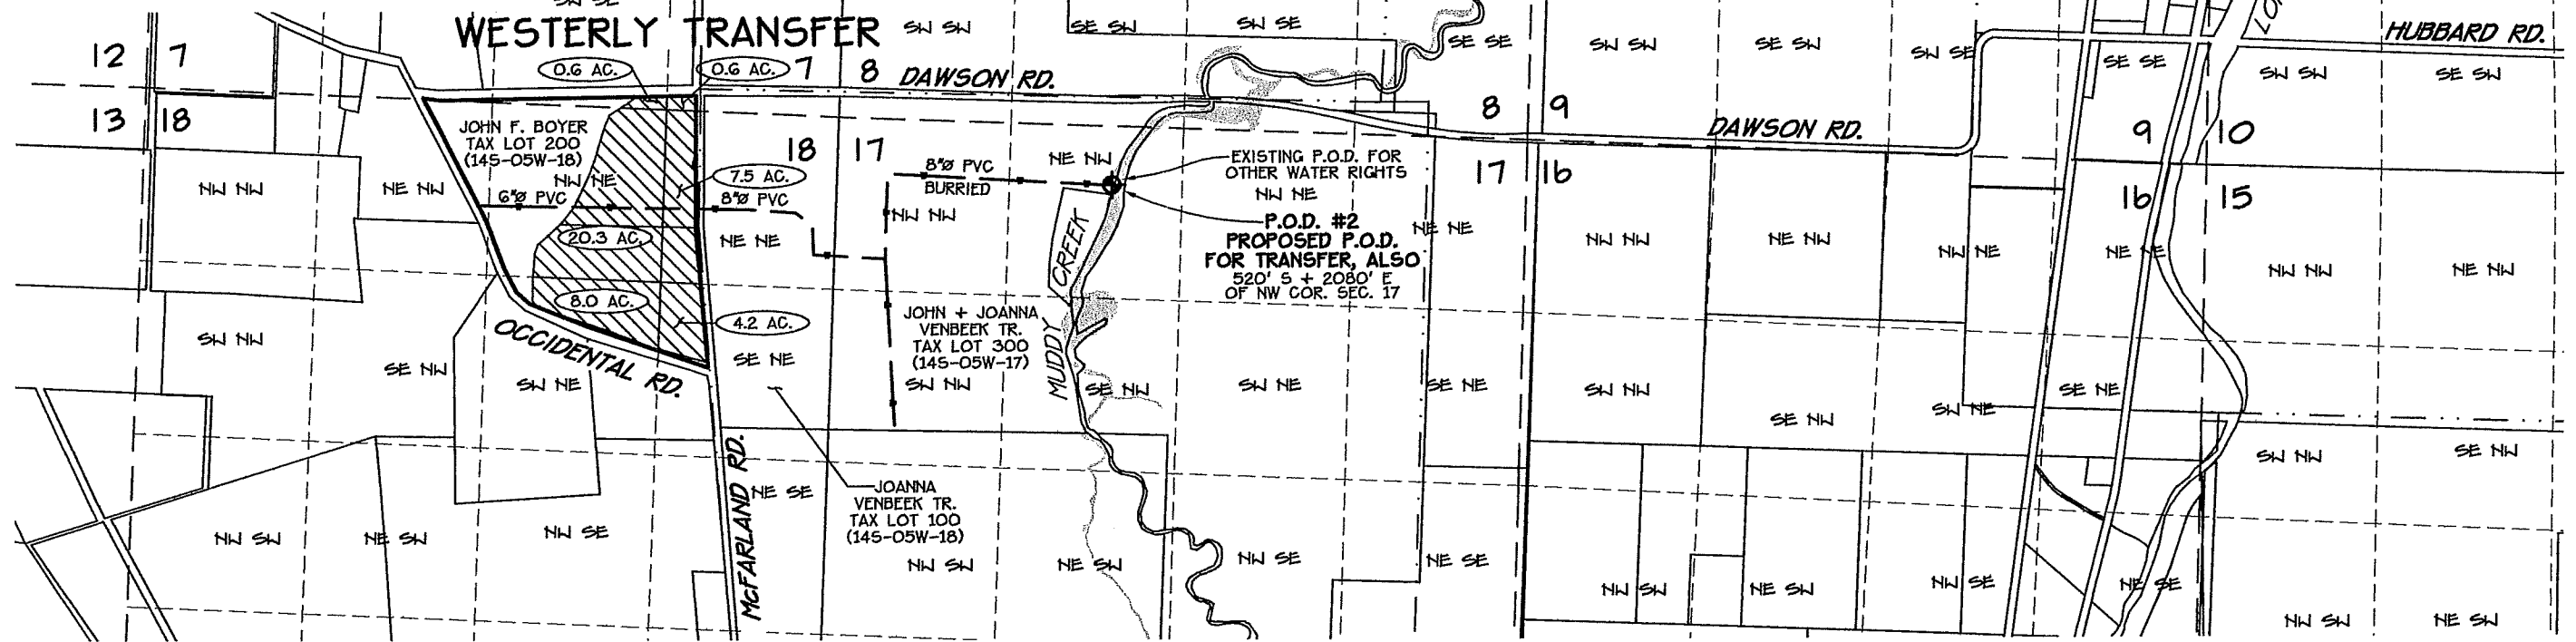 WESTERLY TRANSFER
SW SW
SE SW
SW SE
SE SE
SW SW
SE SW
SW SE
SE SE
HUBBARD RD.
SW SW
SE SW
12 7
0.6 AC.
0.6 AC.
7 8
DAWSON RD.
8 9
DAWSON RD.
9 10
13 18
JOHN F. BOYER
TAX LOT 200
(14S-05W-18)
NW NE
6"Ø PVC
20.3 AC.
8.0 AC.
7.5 AC.
8"Ø PVC
4.2 AC.
NW NW
NE NW
18 17
8"Ø PVC
BURRIED
NE NW
NW NW
NE NE
EXISTING P.O.D. FOR
OTHER WATER RIGHTS
NW NE
P.O.D. #2
PROPOSED P.O.D.
FOR TRANSFER, ALSO
520' S + 2080' E
OF NW COR. SEC. 17
NE NE
17 16
16 15
NW NW
NE NW
NW NE
NE NE
NW NW
NE NW
MUDDY CREEK
JOHN + JOANNA
VENBEEK TR.
TAX LOT 300
(14S-05W-17)
OCCIDENTAL RD.
SW NW
SE NW
SW NE
SE NE
SW NW
SE NW
SW NE
SE NE
SW NW
SE NW
SW NE
SE NE
SW NW
SE NW
McFARLAND RD.
JOANNA
VENBEEK TR.
TAX LOT 100
(14S-05W-18)
NW SW
NE SW
NW SE
NE SE
NW SW
NE SW
NW SE
NE SE
NW SW
NE SW
NW SE
NE SE
NW SW
NE SW